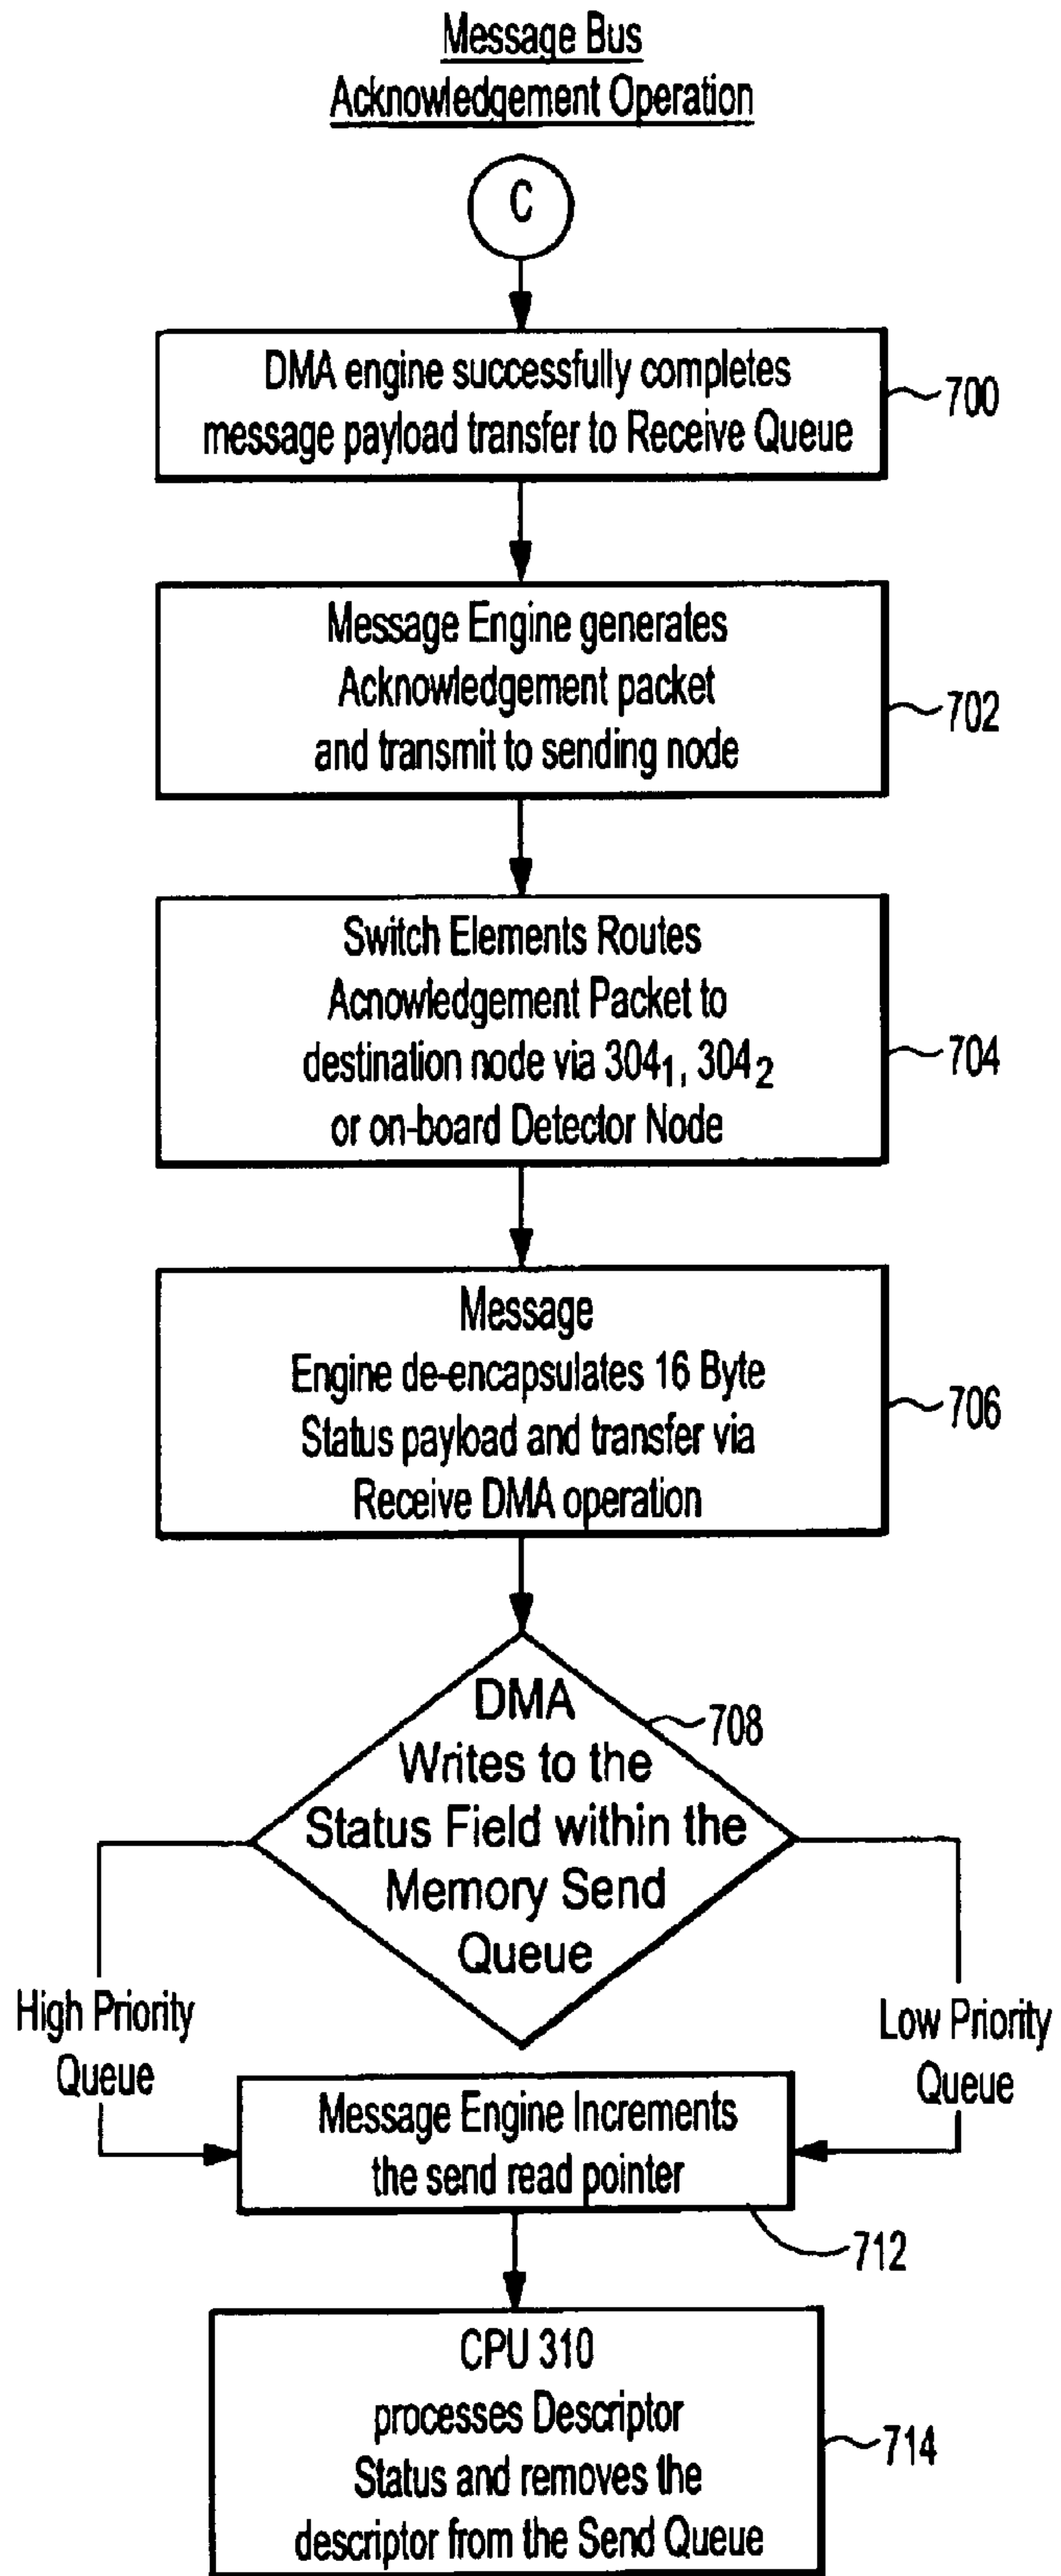 Message Bus
Acknowledgement Operation
C
DMA engine successfully completes
message payload transfer to Receive Queue
700
Message Engine generates
Acknowledgement packet
and transmit to sending node
702
Switch Elements Routes
Acnowledgement Packet to
destination node via 304₁, 304₂
or on-board Detector Node
704
Message
Engine de-encapsulates 16 Byte
Status payload and transfer via
Receive DMA operation
706
DMA
Writes to the
Status Field within the
Memory Send
Queue
708
High Priority
Queue
Low Priority
Queue
Message Engine Increments
the send read pointer
712
CPU 310
processes Descriptor
Status and removes the
descriptor from the Send Queue
714